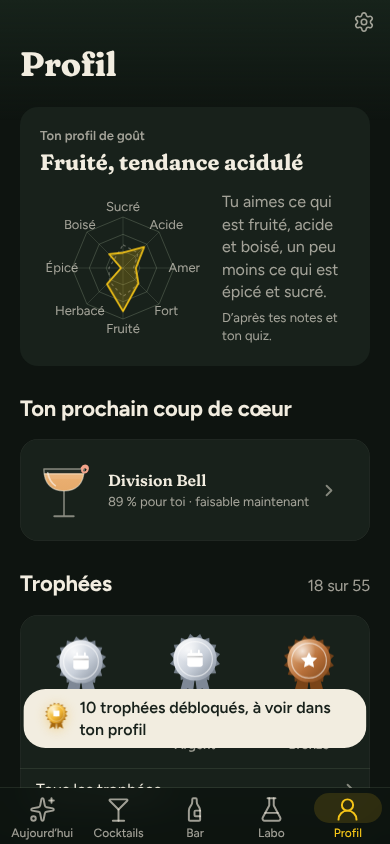 Profil
Ton profil de goût
Fruité, tendance acidulé
Sucré
Boisé
Acide
Épicé
Amer
Herbacé
Fort
Fruité
Tu aimes ce qui
est fruité, acide
et boisé, un peu
moins ce qui est
épicé et sucré.
D'après tes notes et
ton quiz.
Ton prochain coup de cœur
Division Bell
89 % pour toi · faisable maintenant
Trophées
18 sur 55
10 trophées débloqués, à voir dans
ton profil
Aujourd'hui
Cocktails
Bar
Labo
Profil